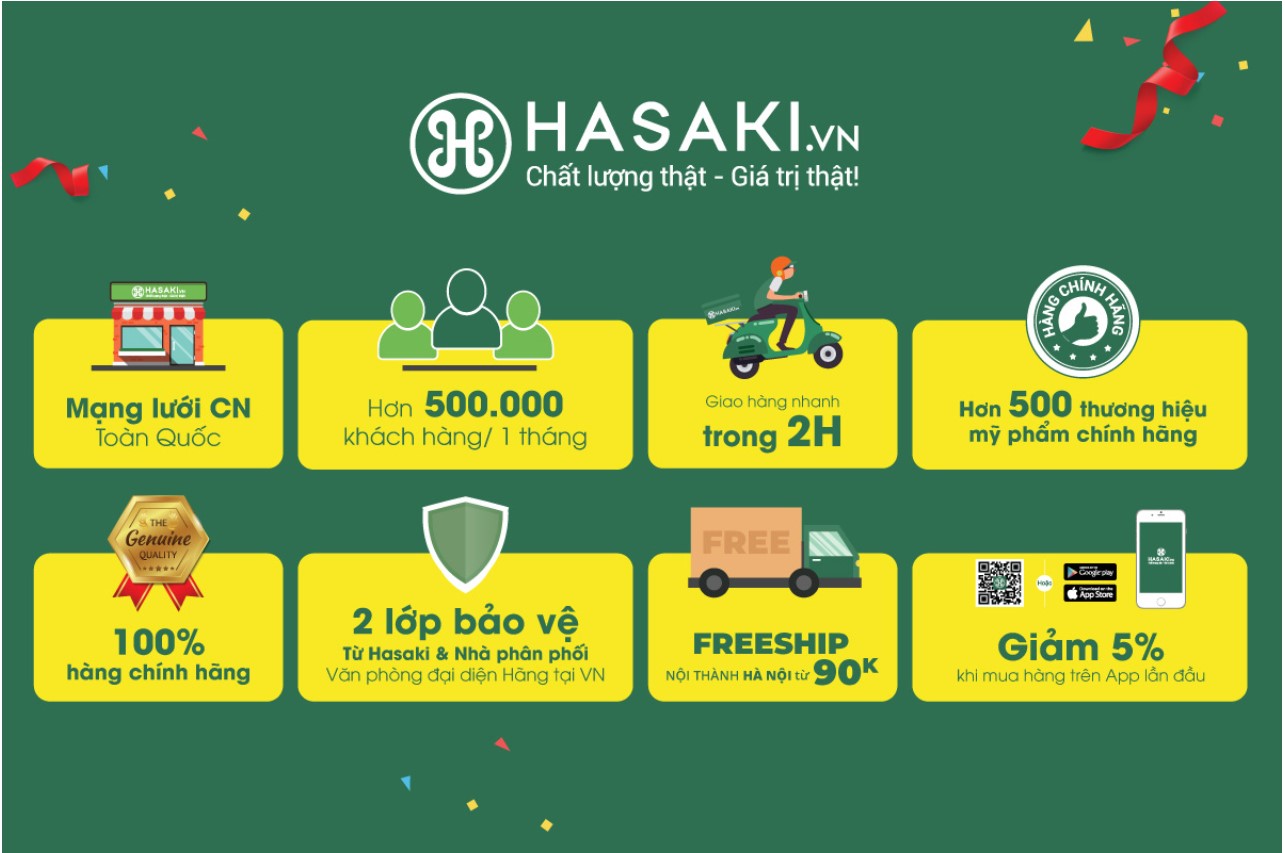 HASAKI.VN
Chất lượng thật - Giá trị thật!
HASAKI.VN
Mạng lưới CN
Toàn Quốc
Hơn 500.000
khách hàng/ 1 tháng
HASAKI
Giao hàng nhanh
trong 2H
HÀNG CHÍNH HÃNG
Hơn 500 thương hiệu
mỹ phẩm chính hãng
THE
Genuine
QUALITY
100%
hàng chính hãng
2 lớp bảo vệ
Từ Hasaki & Nhà phân phối
Văn phòng đại diện Hãng tại VN
FREE
FREESHIP
NỘI THÀNH HÀ NỘI từ 90K
Hoặc
Google play
Download on the
App Store
HASAKI.VN
Giảm 5%
khi mua hàng trên App lần đầu